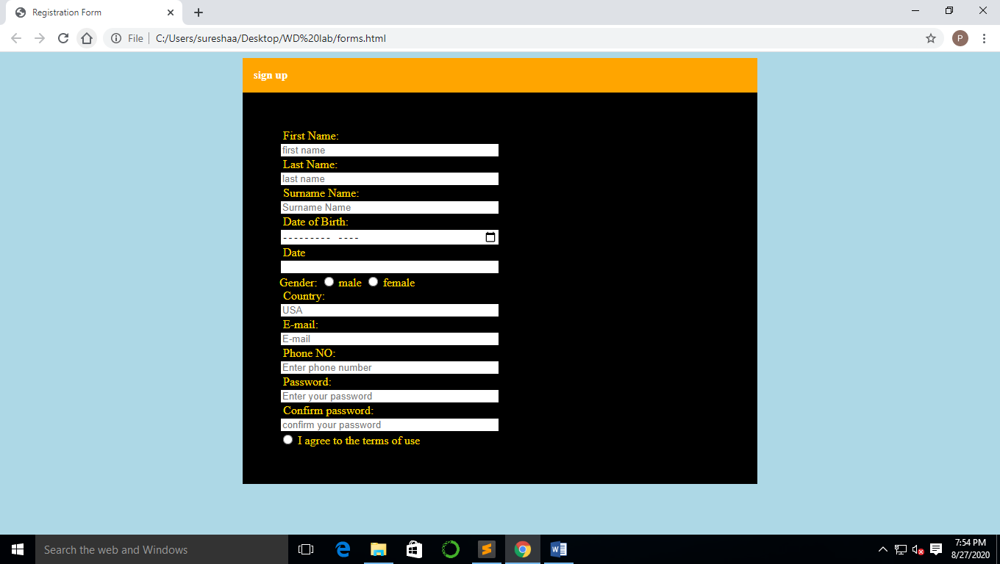 Registration Form
File
C:/Users/sureshaa/Desktop/WD%20lab/forms.html
P
sign up
First Name:
first name
Last Name:
last name
Surname Name:
Surname Name
Date of Birth:
--------- ----
Date
Gender: male female
Country:
USA
E-mail:
E-mail
Phone NO:
Enter phone number
Password:
Enter your password
Confirm password:
confirm your password
I agree to the terms of use
Search the web and Windows
7:54 PM
8/27/2020